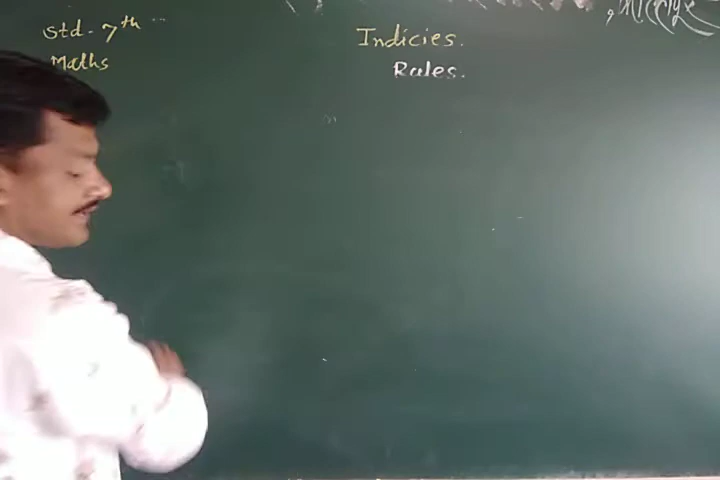 std. 7th
Indicies.
Maths
Rules.